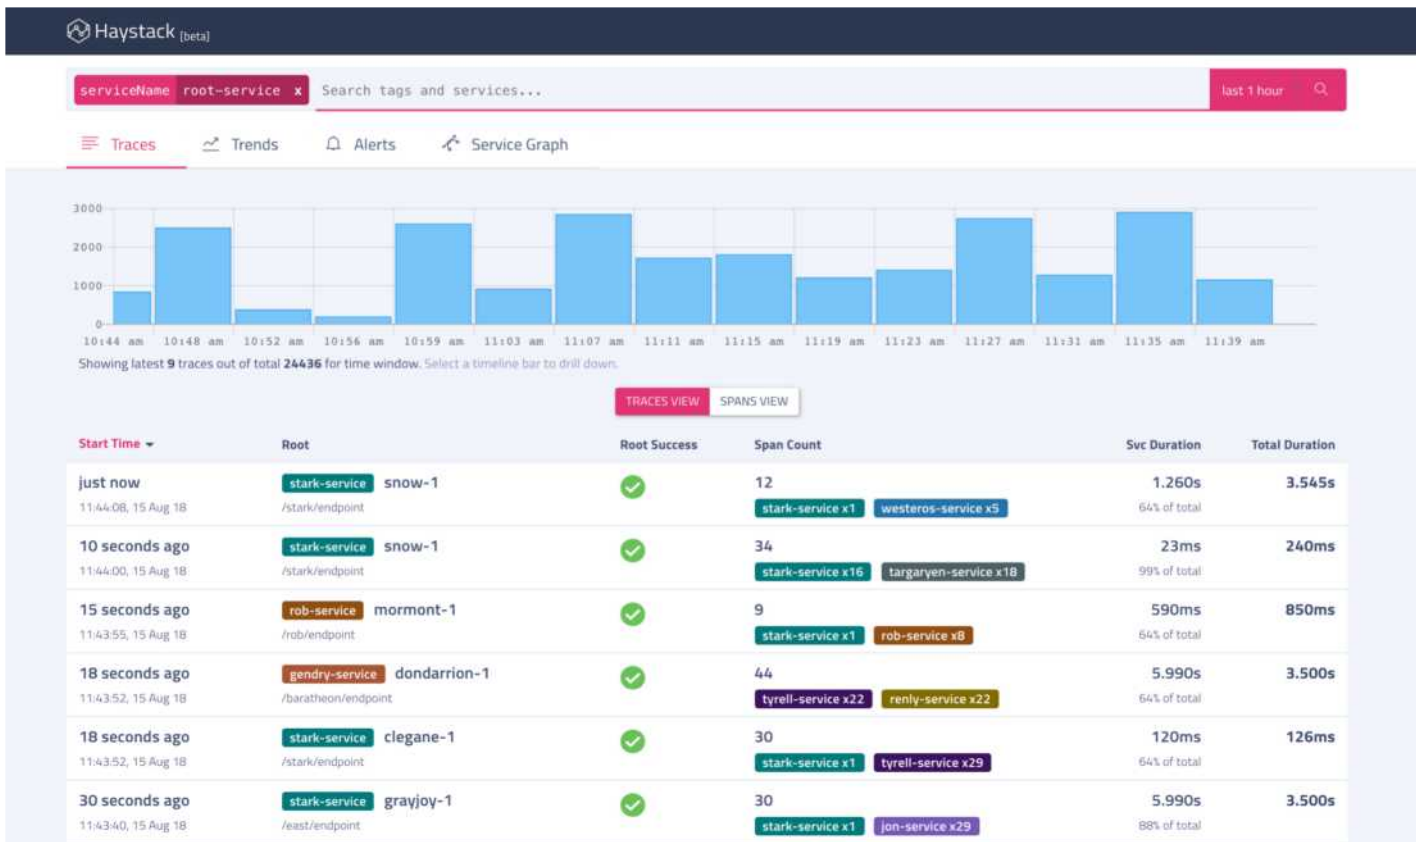 Haystack [beta]
serviceName root-service x Search tags and services... last 1 hour
Traces Trends Alerts Service Graph
3000
2000
1000
0
10:44 am 10:48 am 10:52 am 10:56 am 10:59 am 11:03 am 11:07 am 11:11 am 11:15 am 11:19 am 11:23 am 11:27 am 11:31 am 11:35 am 11:39 am
Showing latest 9 traces out of total 24436 for time window. Select a timeline bar to drill down.
TRACES VIEW SPANS VIEW
Start Time Root Root Success Span Count Svc Duration Total Duration
just now stark-service snow-1 12 1.260s 3.545s
11:44:08, 15 Aug 18 /stark/endpoint stark-service x1 westeros-service x5 64% of total
10 seconds ago stark-service snow-1 34 23ms 240ms
11:44:00, 15 Aug 18 /stark/endpoint stark-service x16 targaryen-service x18 99% of total
15 seconds ago rob-service mormont-1 9 590ms 850ms
11:43:55, 15 Aug 18 /rob/endpoint stark-service x1 rob-service x8 64% of total
18 seconds ago gendry-service dondarrion-1 44 5.990s 3.500s
11:43:52, 15 Aug 18 /baratheon/endpoint tyrell-service x22 renly-service x22 64% of total
18 seconds ago stark-service clegane-1 30 120ms 126ms
11:43:52, 15 Aug 18 /stark/endpoint stark-service x1 tyrell-service x29 64% of total
30 seconds ago stark-service grayjoy-1 30 5.990s 3.500s
11:43:40, 15 Aug 18 /east/endpoint stark-service x1 jon-service x29 88% of total